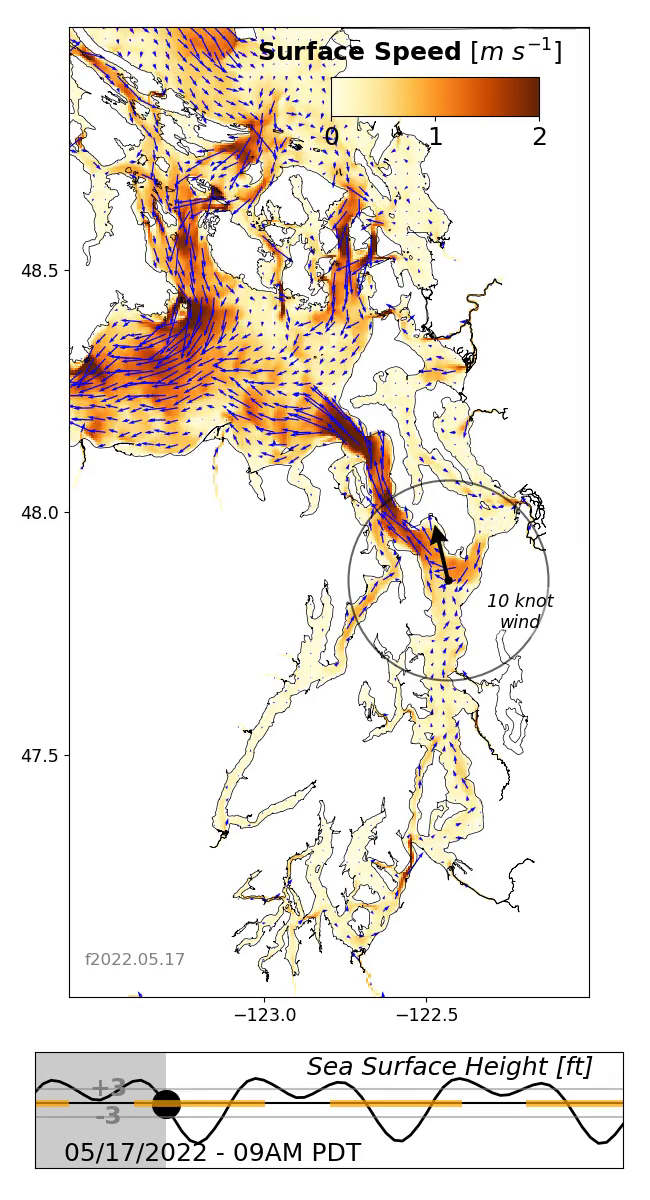 Surface Speed [m s⁻¹]
0 1 2
48.5
48.0
10 knot
wind
47.5
f2022.05.17
−123.0 −122.5
Sea Surface Height [ft]
+3
-3
05/17/2022 - 09AM PDT